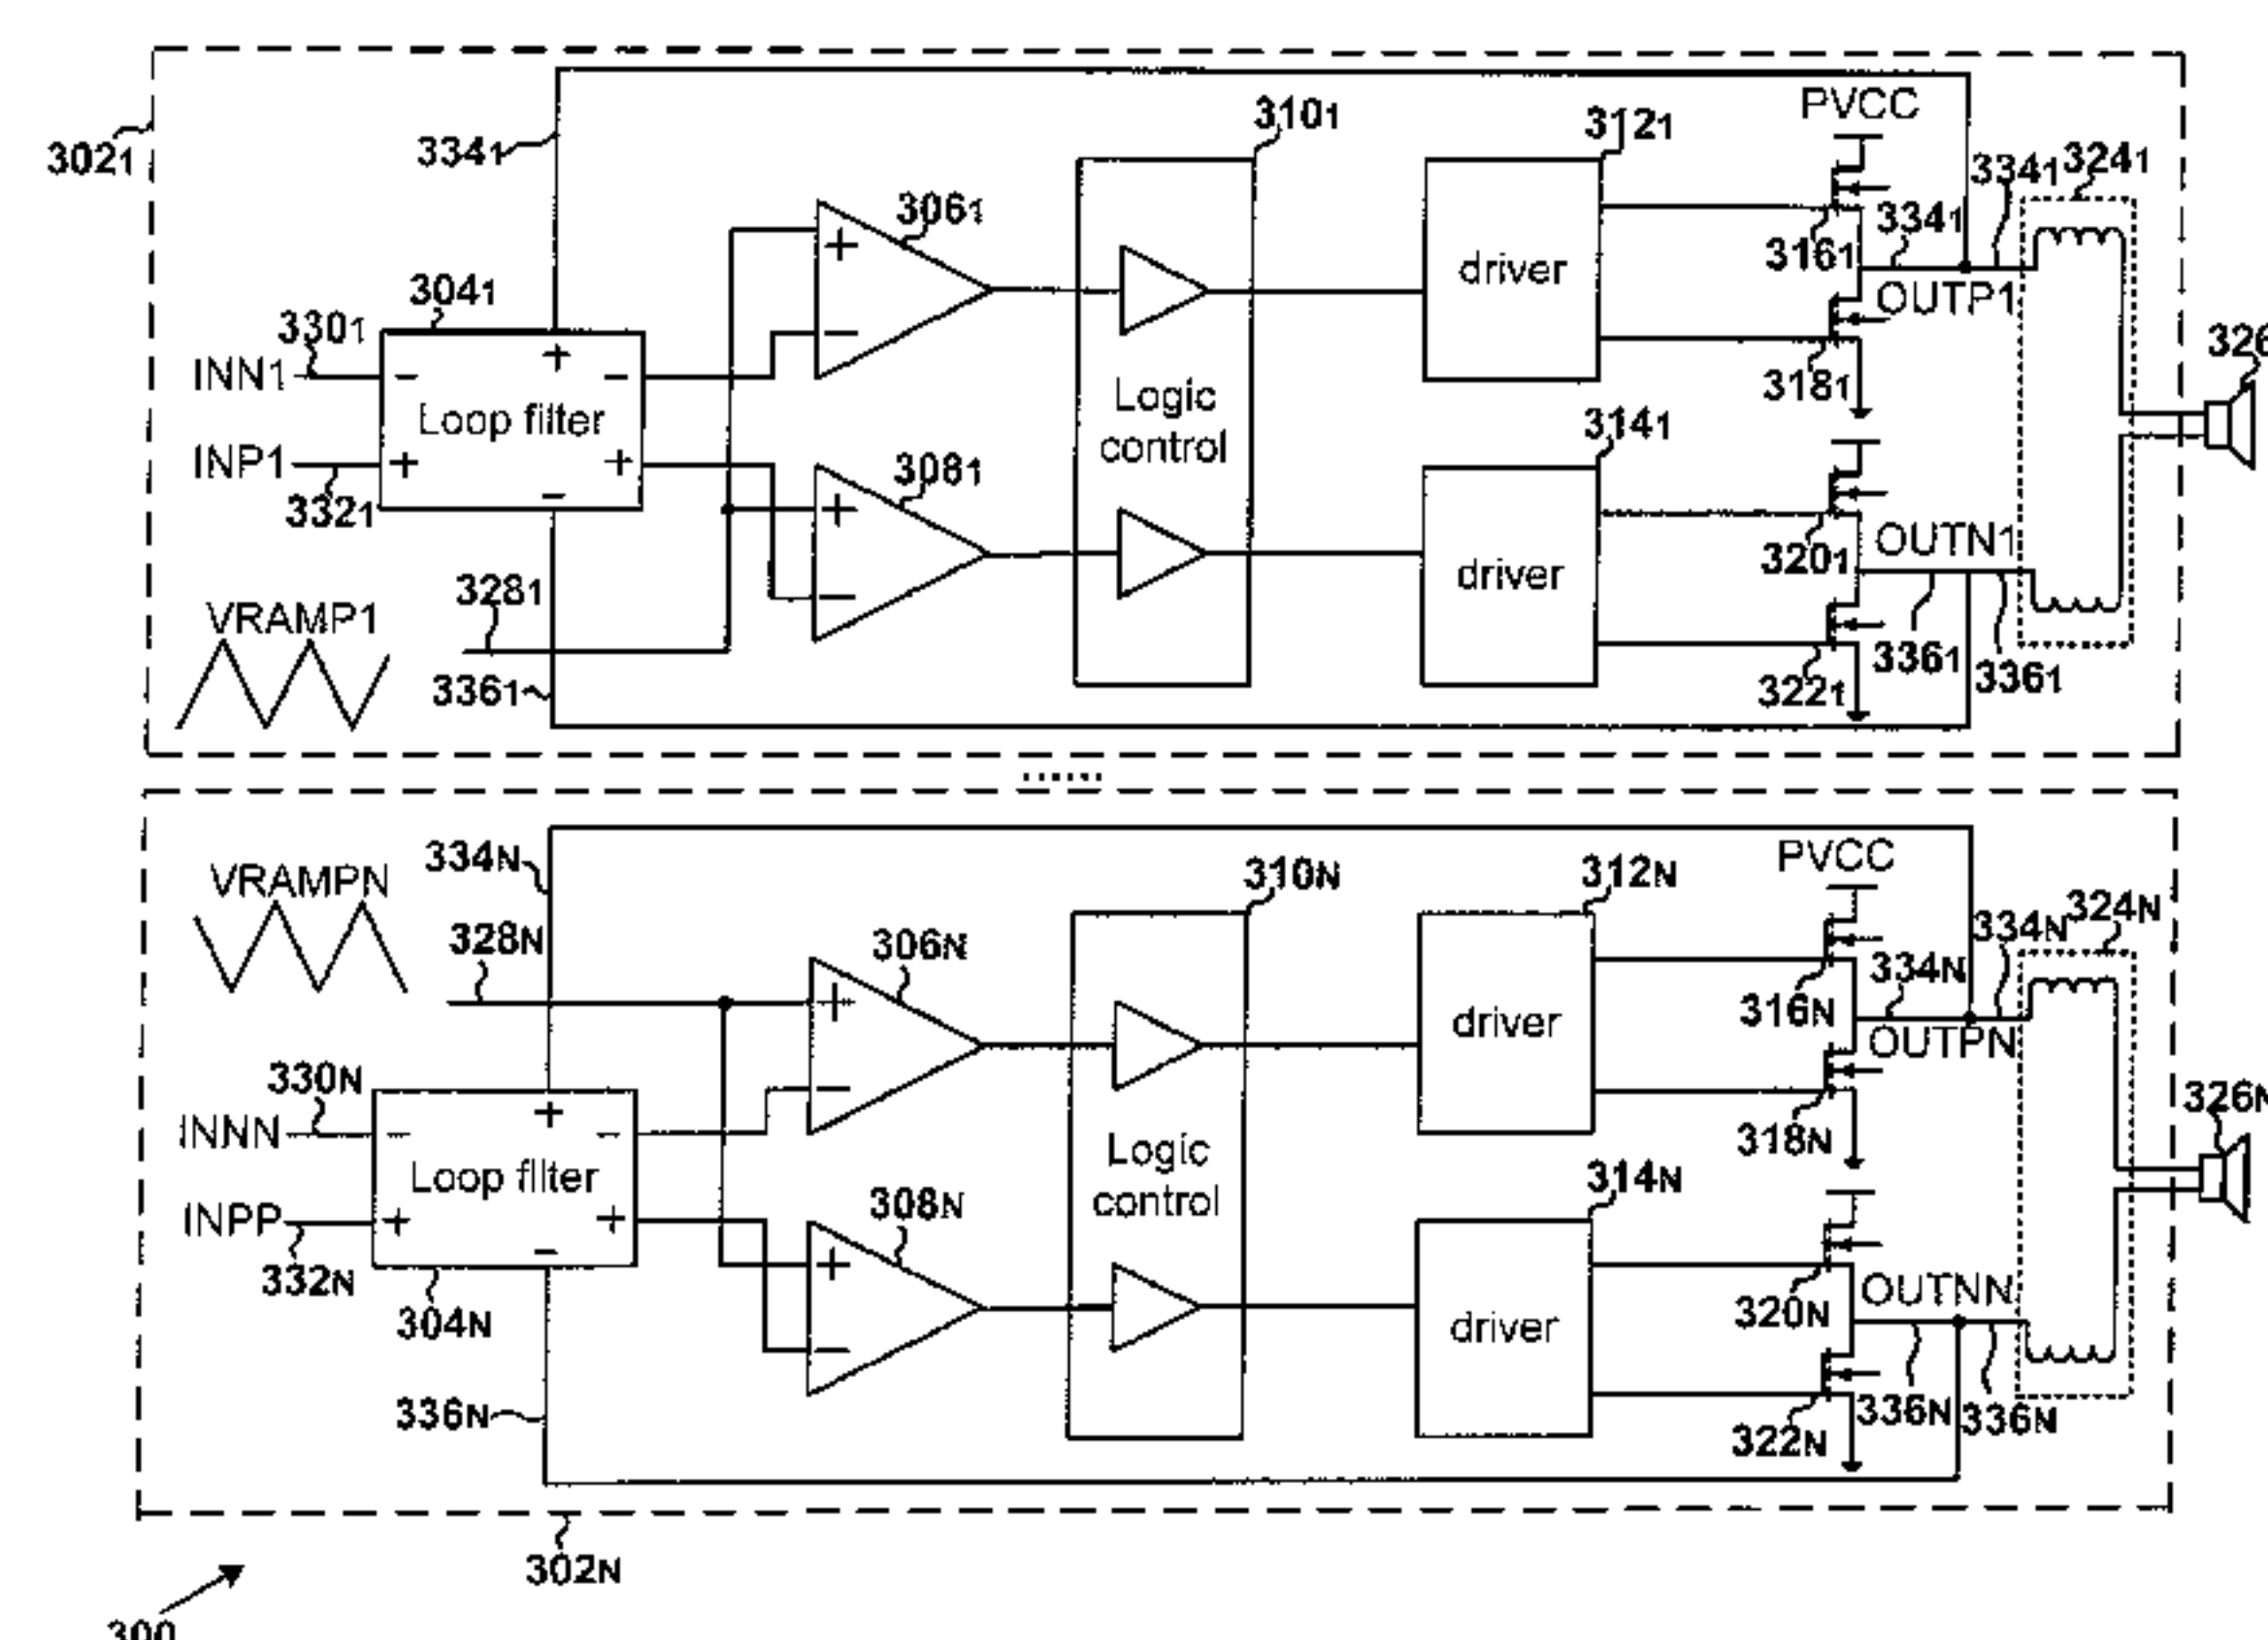 302₁
334₁
310₁
312₁
PVCC
334₁
324₁
306₁
334₁
316₁
OUTP1
driver
304₁
330₁
INN1
+
-
-
+
-
Loop filter
Logic control
318₁
INP1
+
+
-
332₁
308₁
+
-
314₁
driver
320₁
OUTN1
VRAMP1
328₁
336₁
322₁
336₁
336₁
......
VRAMPN
334N
328N
306N
310N
312N
PVCC
334N
324N
334N
316N
OUTPN
driver
+
-
330N
INNN
-
+
-
Loop filter
Logic control
318N
326N
INPP
+
+
-
332N
304N
308N
+
-
314N
driver
320N
OUTNN
336N
322N
336N
336N
302N
300